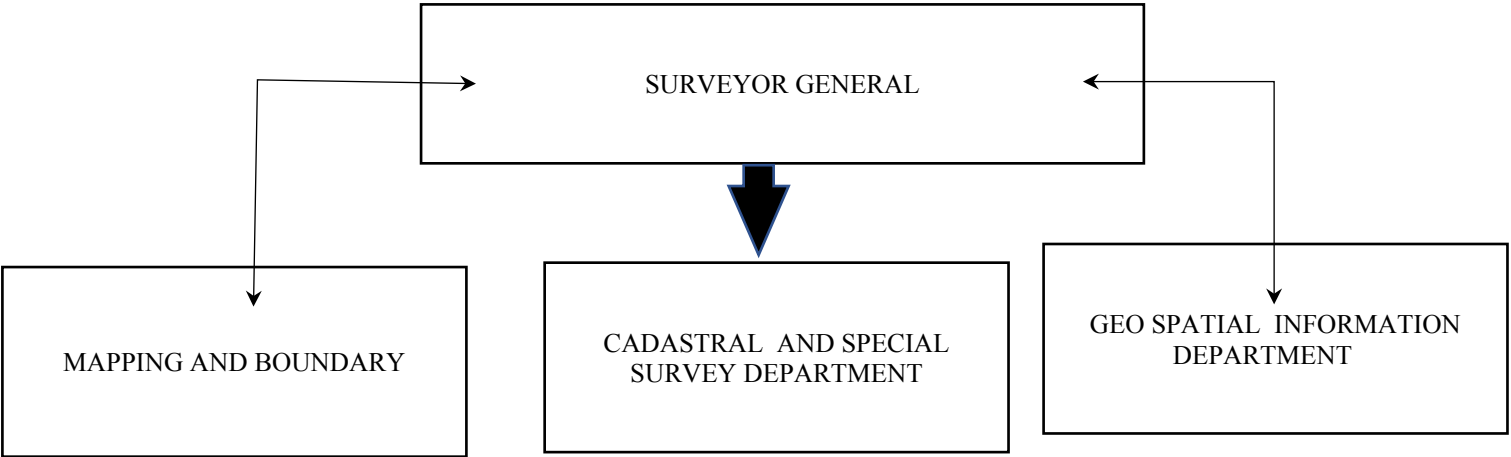 SURVEYOR GENERAL
MAPPING AND BOUNDARY
CADASTRAL AND SPECIAL
SURVEY DEPARTMENT
GEO SPATIAL INFORMATION
DEPARTMENT